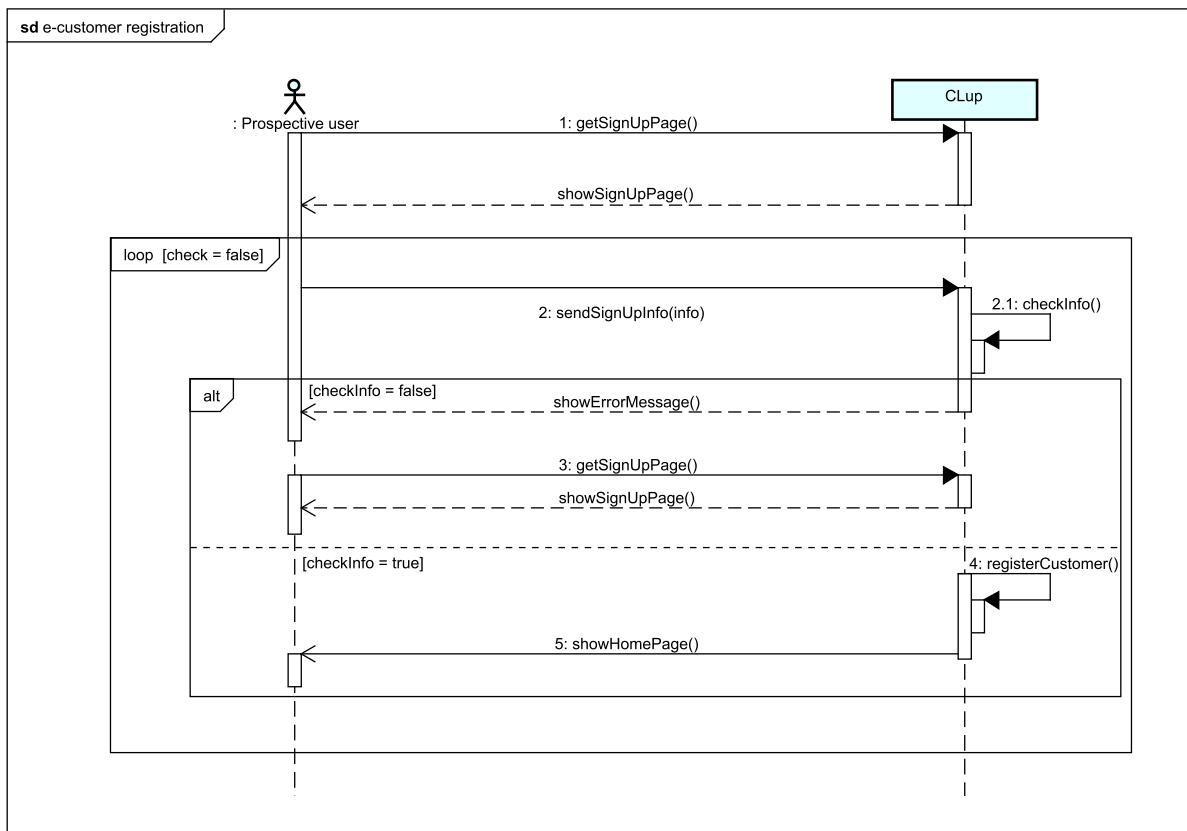 sd e-customer registration
CLup
: Prospective user
1: getSignUpPage()
showSignUpPage()
loop [check = false]
2: sendSignUpInfo(info)
2.1: checkInfo()
alt
[checkInfo = false]
showErrorMessage()
3: getSignUpPage()
showSignUpPage()
[checkInfo = true]
4: registerCustomer()
5: showHomePage()